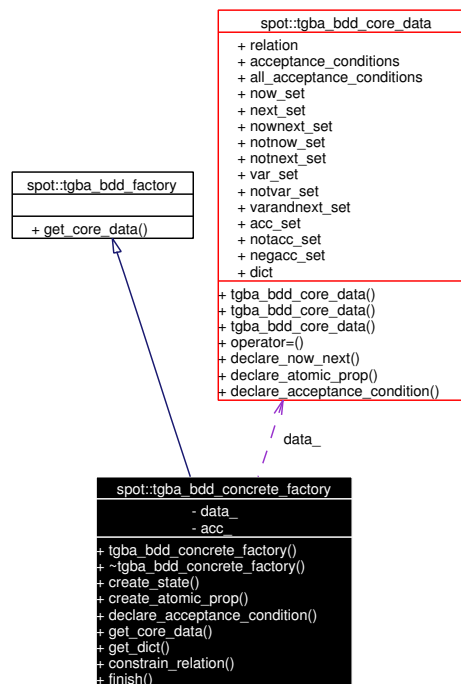 spot::tgba_bdd_core_data
+ relation
+ acceptance_conditions
+ all_acceptance_conditions
+ now_set
+ next_set
+ nownext_set
+ notnow_set
+ notnext_set
+ var_set
+ notvar_set
+ varandnext_set
+ acc_set
+ notacc_set
+ negacc_set
+ dict
+ tgba_bdd_core_data()
+ tgba_bdd_core_data()
+ tgba_bdd_core_data()
+ operator=()
+ declare_now_next()
+ declare_atomic_prop()
+ declare_acceptance_condition()
spot::tgba_bdd_factory
+ get_core_data()
data_
spot::tgba_bdd_concrete_factory
- data_
- acc_
+ tgba_bdd_concrete_factory()
+ ~tgba_bdd_concrete_factory()
+ create_state()
+ create_atomic_prop()
+ declare_acceptance_condition()
+ get_core_data()
+ get_dict()
+ constrain_relation()
+ finish()